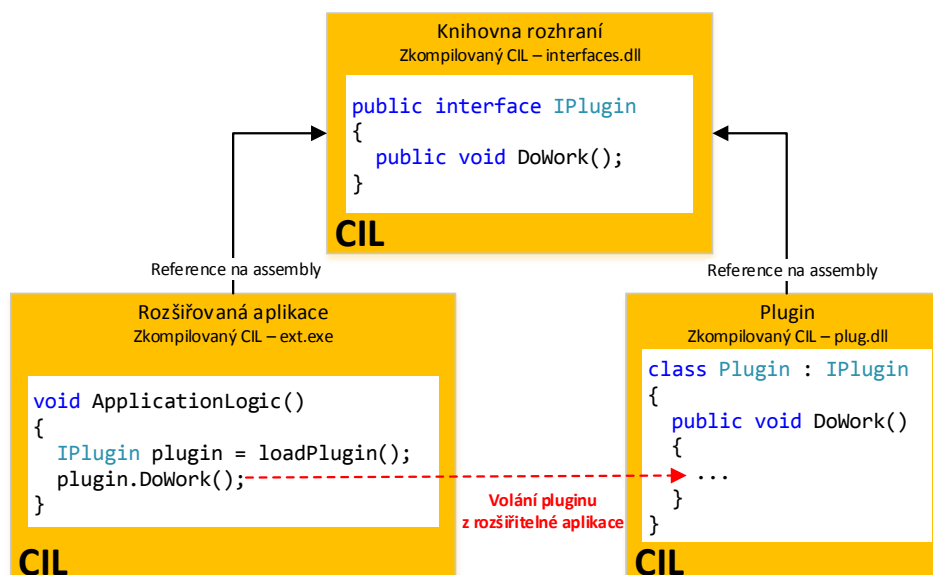 Knihovna rozhraní
Zkompilovaný CIL – interfaces.dll
public interface IPlugin
{
public void DoWork();
}
CIL
Reference na assembly
Reference na assembly
Rozšiřovaná aplikace
Zkompilovaný CIL – ext.exe
void ApplicationLogic()
{
IPlugin plugin = loadPlugin();
plugin.DoWork();
}
CIL
Volání pluginu
z rozšiřitelné aplikace
Plugin
Zkompilovaný CIL – plug.dll
class Plugin : IPlugin
{
public void DoWork()
{
...
}
}
CIL